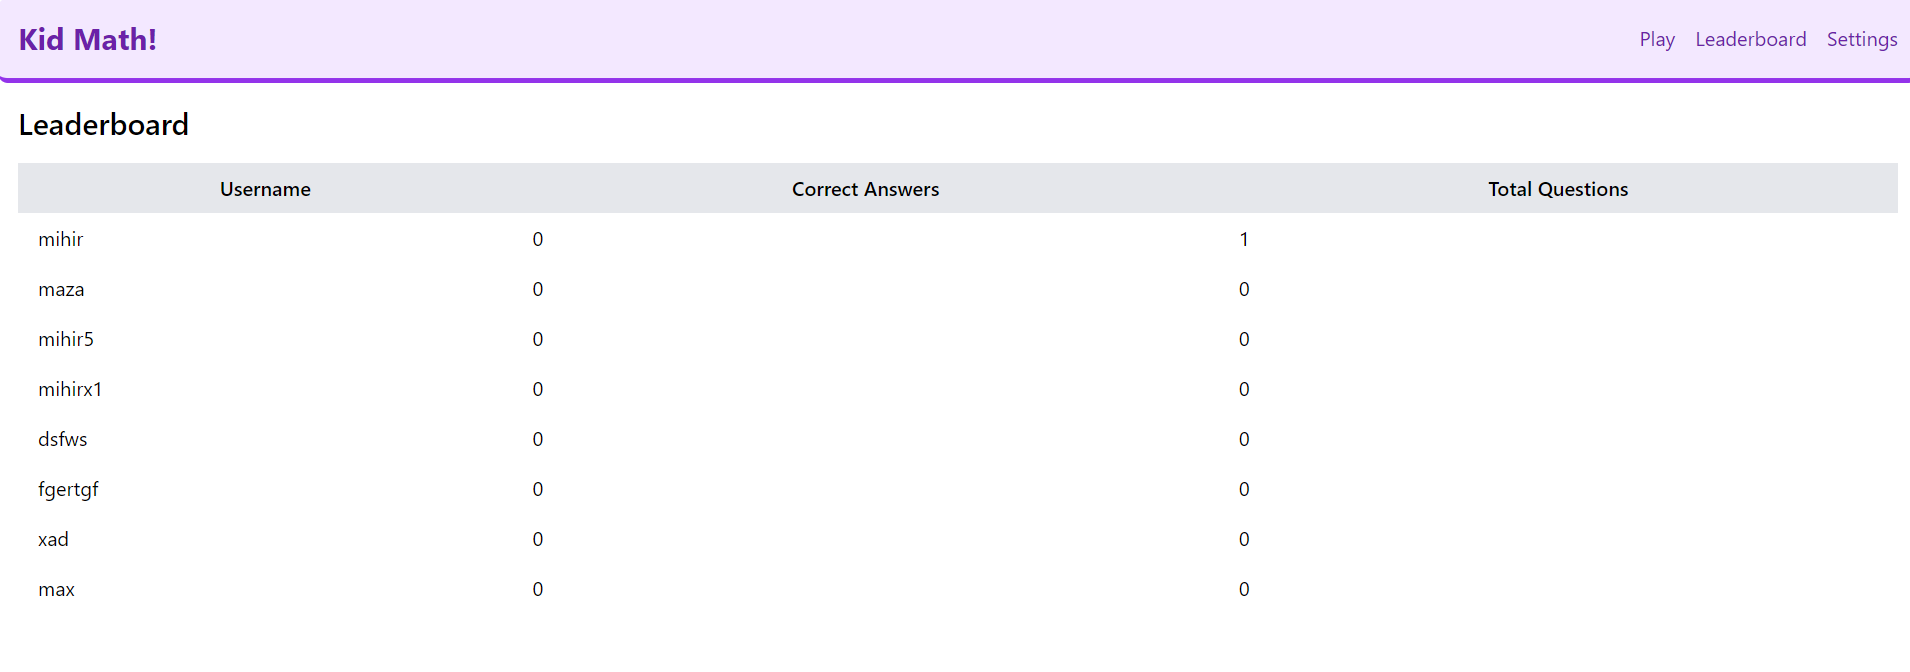 Kid Math! Play Leaderboard Settings
Leaderboard
Username Correct Answers Total Questions
mihir 0 1
maza 0 0
mihir5 0 0
mihirx1 0 0
dsfws 0 0
fgertgf 0 0
xad 0 0
max 0 0